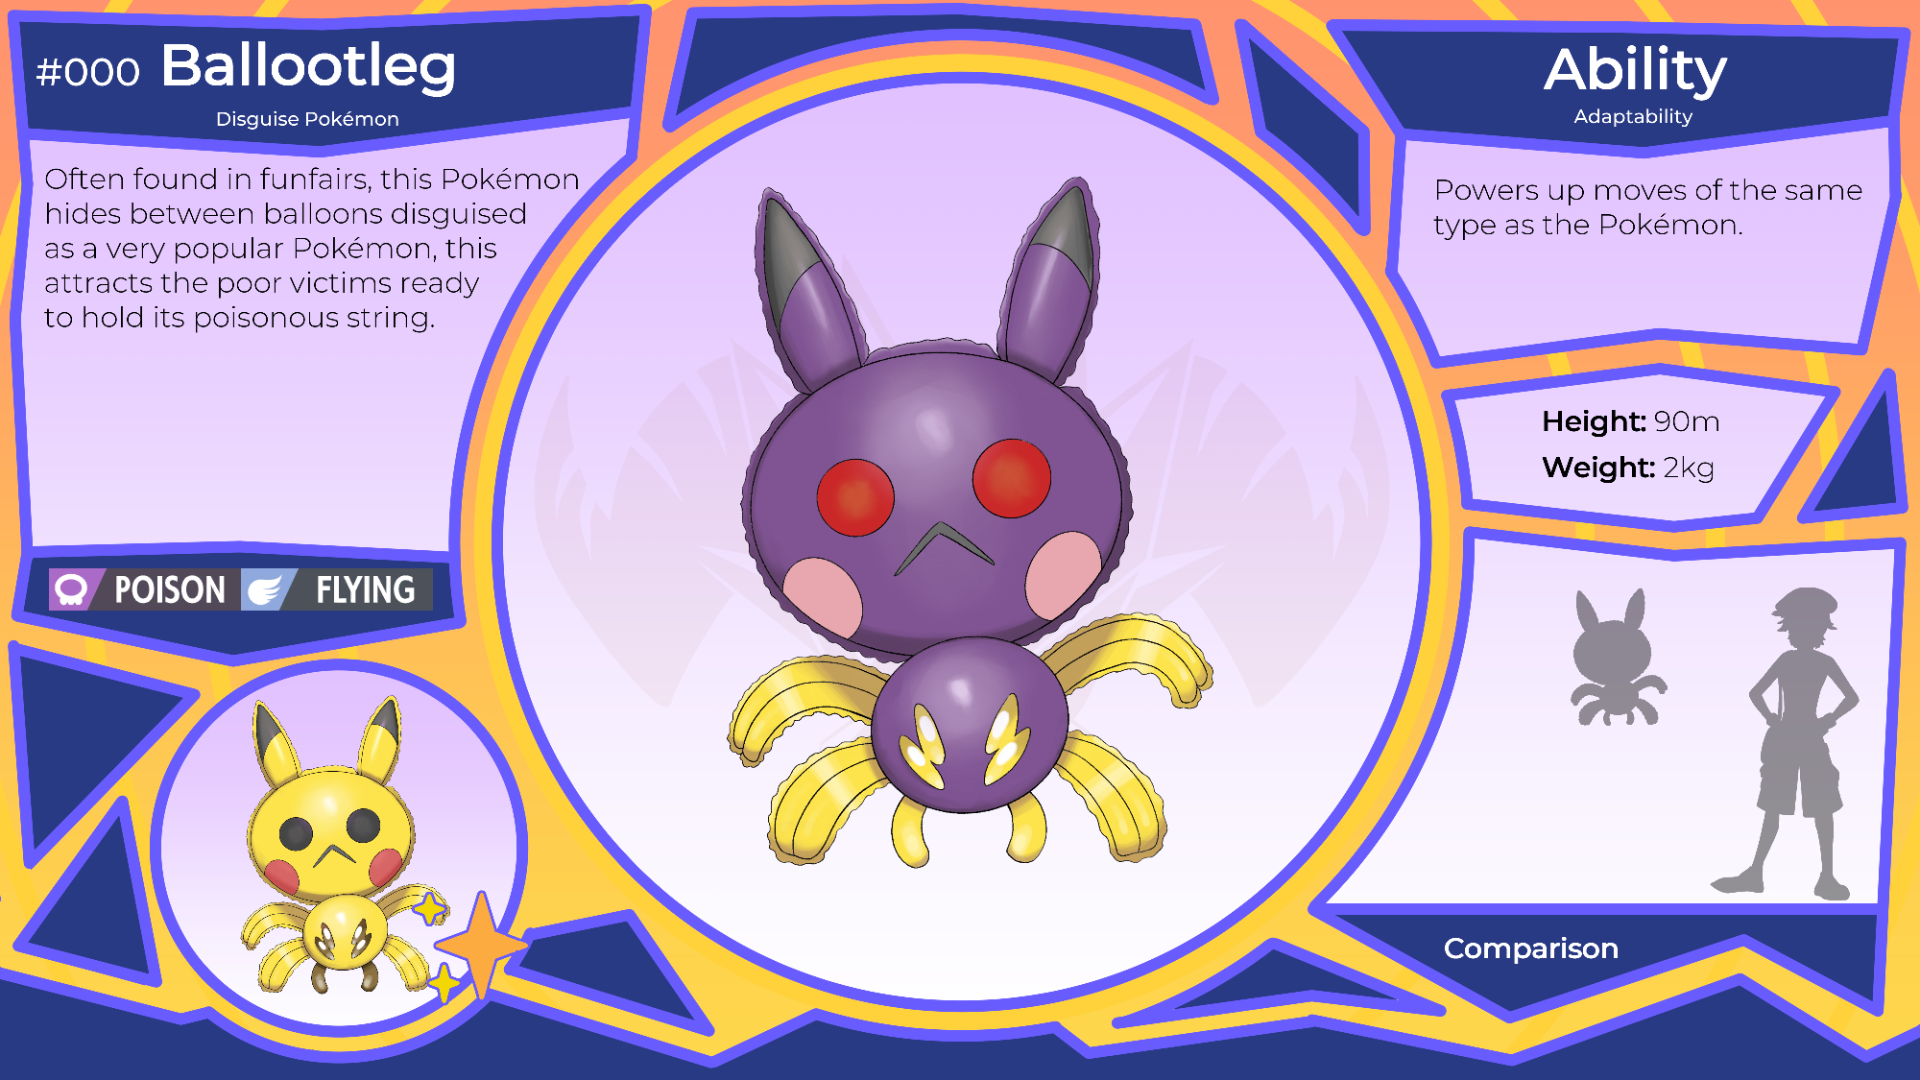 #000 Ballootleg
Disguise Pokémon
Often found in funfairs, this Pokémon
hides between balloons disguised
as a very popular Pokémon, this
attracts the poor victims ready
to hold its poisonous string.
POISON FLYING
Ability
Adaptability
Powers up moves of the same
type as the Pokémon.
Height: 90m
Weight: 2kg
Comparison